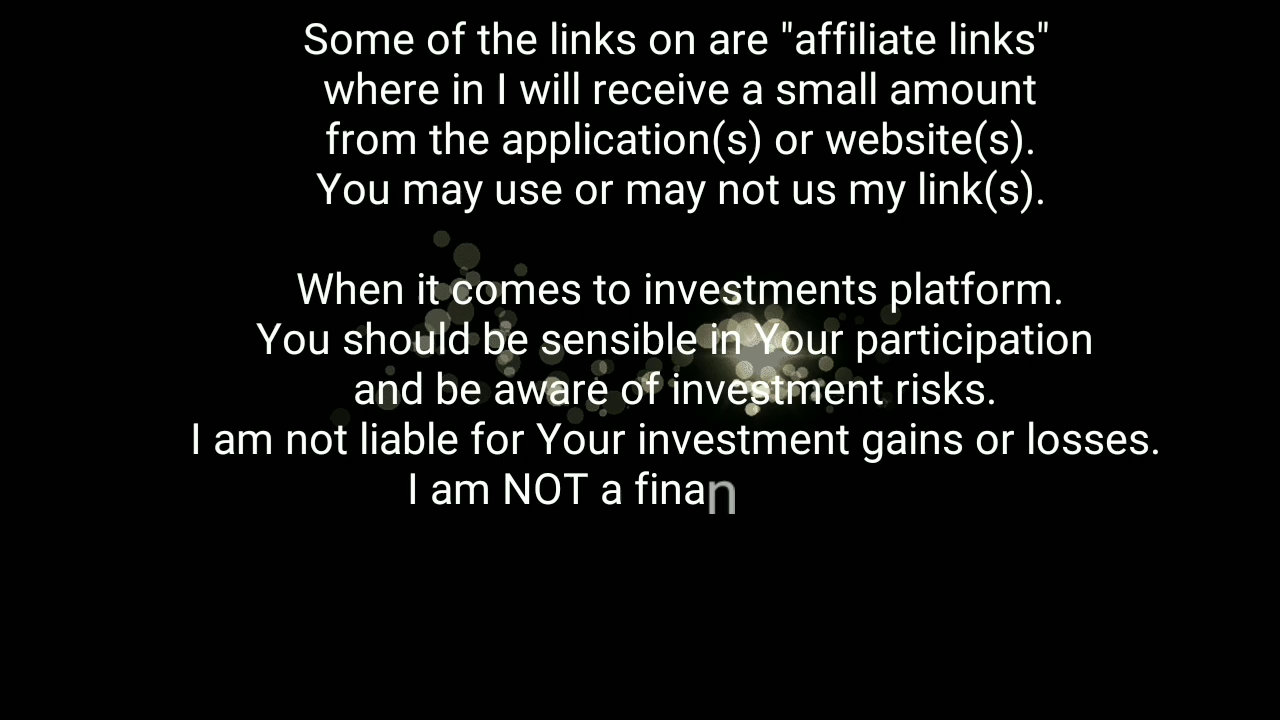 Some of the links on are "affiliate links"
where in I will receive a small amount
from the application(s) or website(s).
You may use or may not us my link(s).
When it comes to investments platform.
You should be sensible in Your participation
and be aware of investment risks.
I am not liable for Your investment gains or losses.
I am NOT a finan